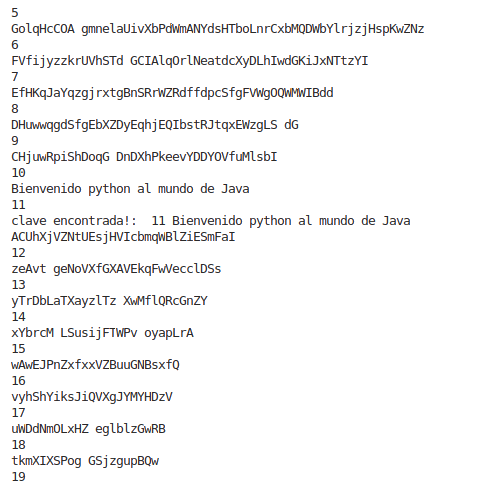 5
GolqHcCOA gmnelaUivXbPdWmANYdsHTboLnrCxbMQDWbYlrjzjHspKwZNz
6
FVfijyzzkrUVhSTd GCIAlqOrlNeatdcXyDLhIwdGKiJxNTtzYI
7
EfHKqJaYqzgjrxtgBnSRrWZRdffdpcSfgFVWgOQWMWIBdd
8
DHuwwqgdSfgEbXZDyEqhjEQIbstRJtqxEWzgLS dG
9
CHjuwRpiShDoqG DnDXhPkeevYDDYOVfuMlsbI
10
Bienvenido python al mundo de Java
11
clave encontrada!:  11 Bienvenido python al mundo de Java
ACUhXjVZNtUEsjHVIcbmqWBlZiESmFaI
12
zeAvt geNoVXfGXAVEkqFwVecclDSs
13
yTrDbLaTXayzlTz XwMflQRcGnZY
14
xYbrcM LSusijFTWPv oyapLrA
15
wAwEJPnZxfxxVZBuuGNBsxfQ
16
vyhShYiksJiQVXgJYMYHDzV
17
uWDdNmOLxHZ eglblzGwRB
18
tkmXIXSPog GSjzgupBQw
19